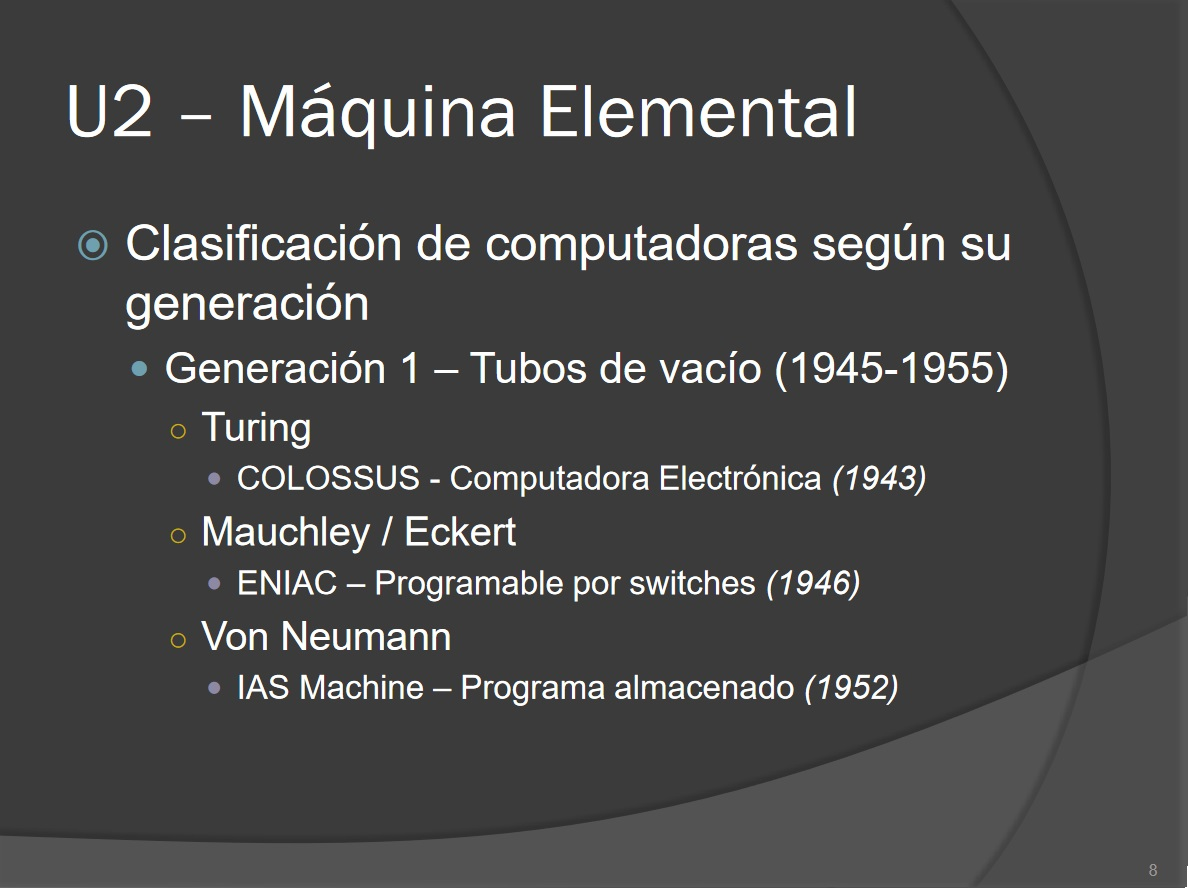 U2 – Máquina Elemental
Clasificación de computadoras según su
generación
Generación 1 – Tubos de vacío (1945-1955)
Turing
COLOSSUS - Computadora Electrónica (1943)
Mauchley / Eckert
ENIAC – Programable por switches (1946)
Von Neumann
IAS Machine – Programa almacenado (1952)
8